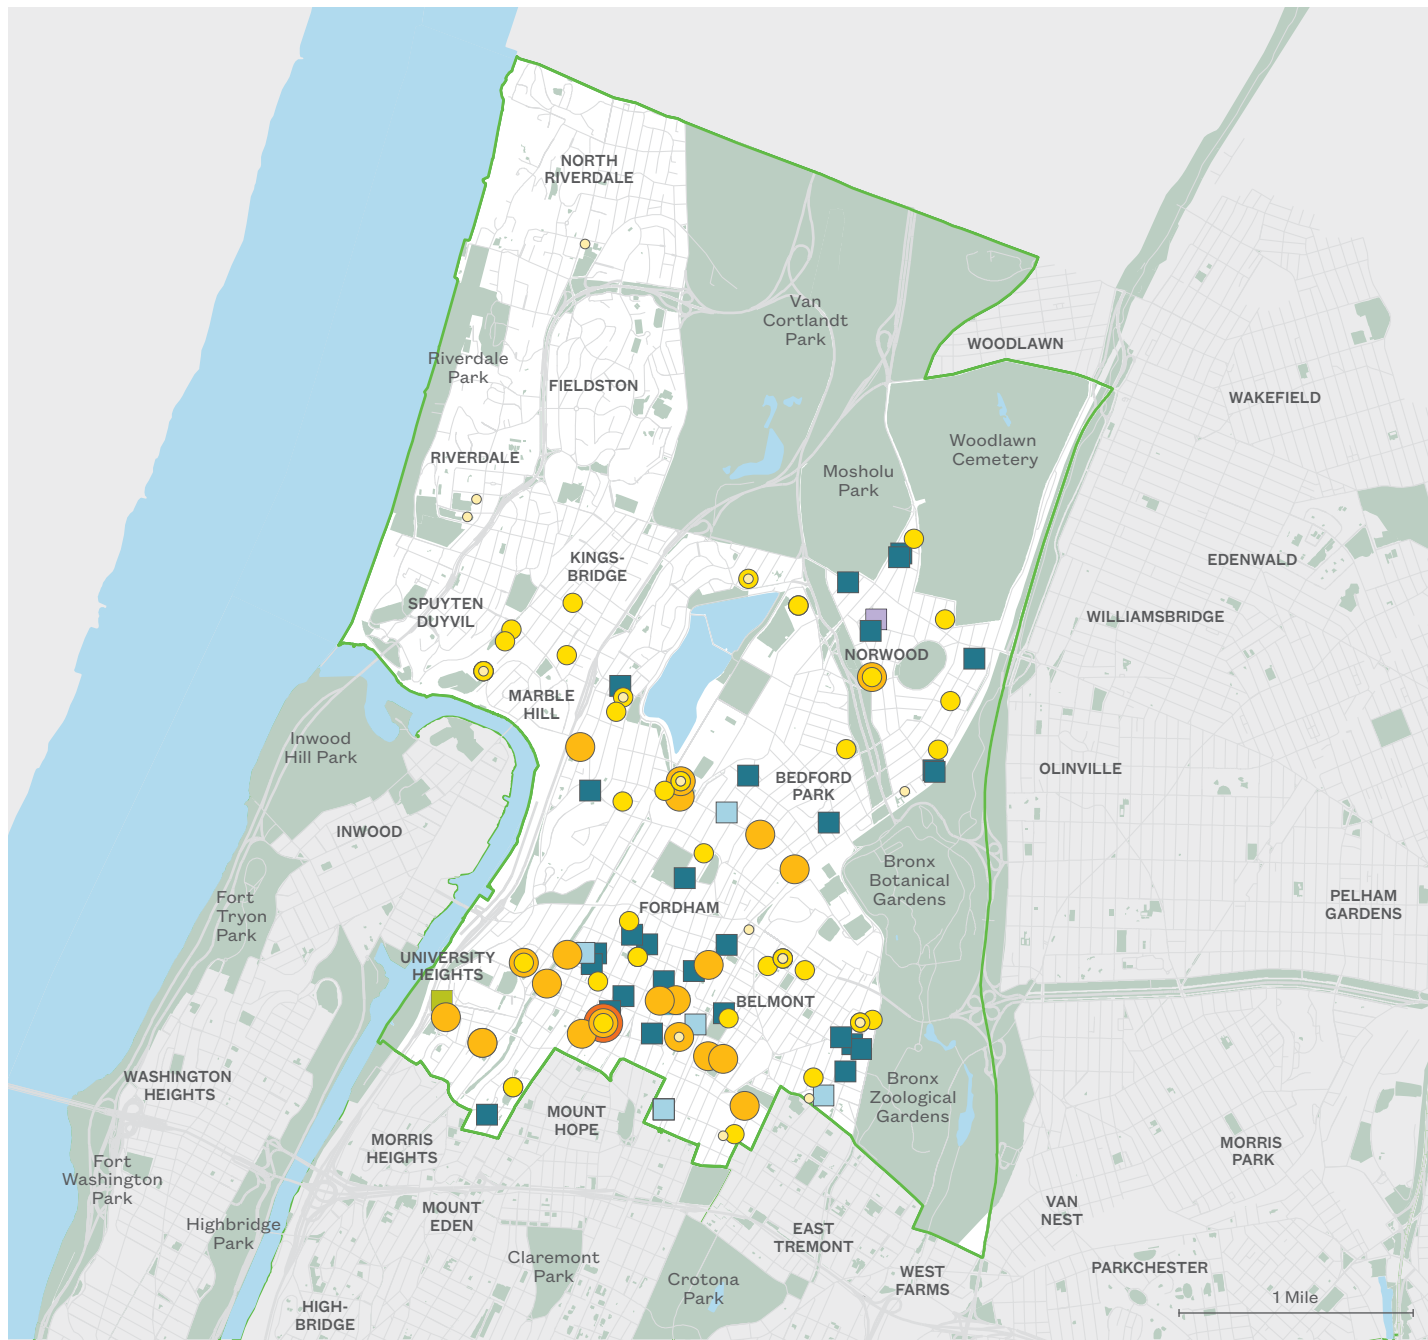 NORTH
RIVERDALE
Van
Cortlandt
Park
WOODLAWN
Riverdale
Park
FIELDSTON
WAKEFIELD
Woodlawn
Cemetery
RIVERDALE
Mosholu
Park
KINGS-
BRIDGE
EDENWALD
SPUYTEN
DUYVIL
WILLIAMSBRIDGE
NORWOOD
MARBLE
HILL
Inwood
Hill Park
BEDFORD
PARK
OLINVILLE
INWOOD
Bronx
Botanical
Gardens
Fort
Tryon
Park
PELHAM
GARDENS
FORDHAM
UNIVERSITY
HEIGHTS
BELMONT
WASHINGTON
HEIGHTS
Bronx
Zoological
Gardens
MOUNT
HOPE
MORRIS
HEIGHTS
MORRIS
PARK
Fort
Washington
Park
MOUNT
EDEN
VAN
NEST
Highbridge
Park
EAST
TREMONT
Claremont
Park
Crotona
Park
WEST
FARMS
PARKCHESTER
HIGH-
BRIDGE
1 Mile